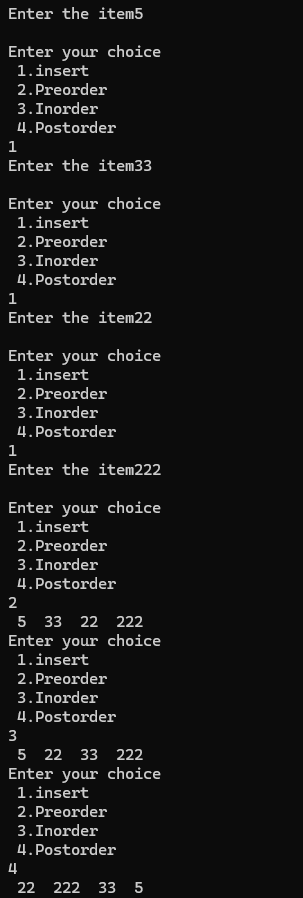 Enter the item5
Enter your choice
1.insert
2.Preorder
3.Inorder
4.Postorder
1
Enter the item33
Enter your choice
1.insert
2.Preorder
3.Inorder
4.Postorder
1
Enter the item22
Enter your choice
1.insert
2.Preorder
3.Inorder
4.Postorder
1
Enter the item222
Enter your choice
1.insert
2.Preorder
3.Inorder
4.Postorder
2
5  33  22  222
Enter your choice
1.insert
2.Preorder
3.Inorder
4.Postorder
3
5  22  33  222
Enter your choice
1.insert
2.Preorder
3.Inorder
4.Postorder
4
22  222  33  5